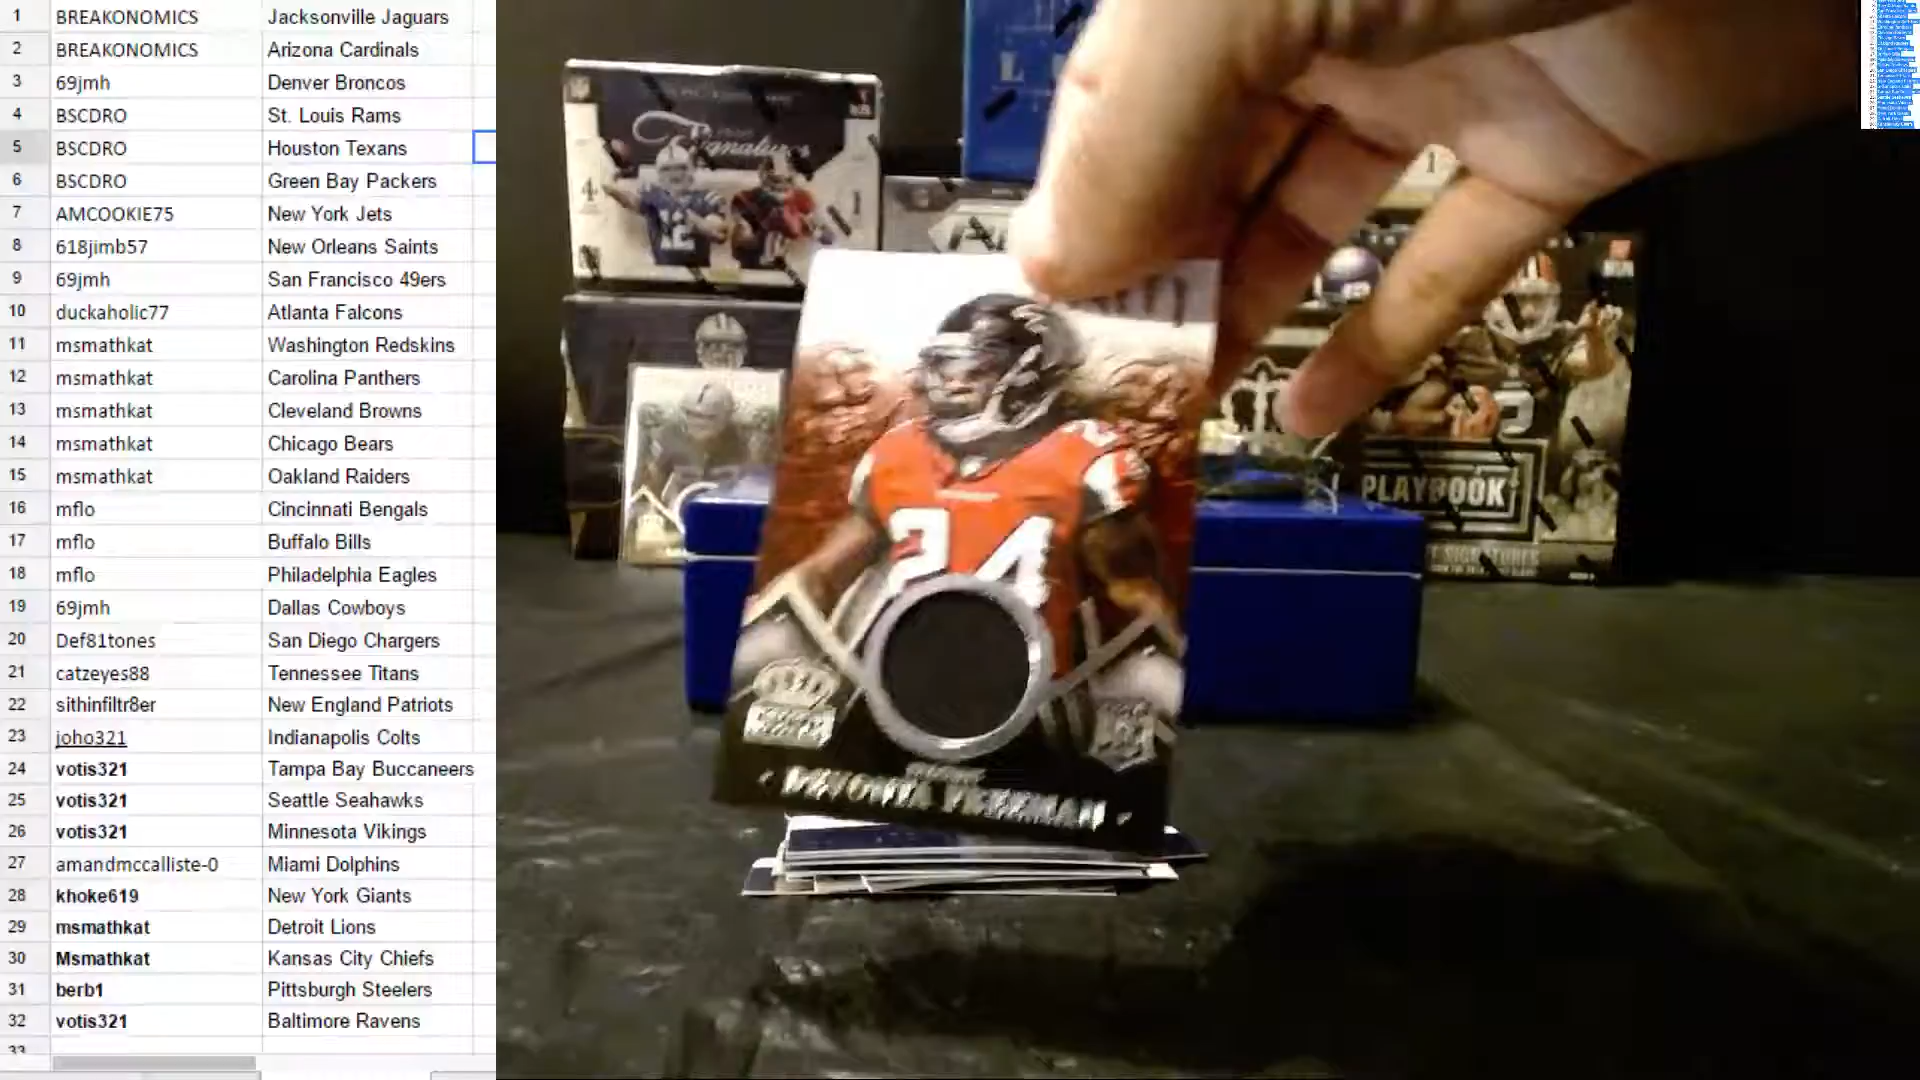 1 BREAKONOMICS Jacksonville Jaguars
2 BREAKONOMICS Arizona Cardinals
3 69jmh Denver Broncos
4 BSCDRO St. Louis Rams
5 BSCDRO Houston Texans
6 BSCDRO Green Bay Packers
7 AMCOOKIE75 New York Jets
8 618jimb57 New Orleans Saints
9 69jmh San Francisco 49ers
10 duckaholic77 Atlanta Falcons
11 msmathkat Washington Redskins
12 msmathkat Carolina Panthers
13 msmathkat Cleveland Browns
14 msmathkat Chicago Bears
15 msmathkat Oakland Raiders
16 mflo Cincinnati Bengals
17 mflo Buffalo Bills
18 mflo Philadelphia Eagles
19 69jmh Dallas Cowboys
20 Def81tones San Diego Chargers
21 catzeyes88 Tennessee Titans
22 sithinfiltr8er New England Patriots
23 joho321 Indianapolis Colts
24 votis321 Tampa Bay Buccaneers
25 votis321 Seattle Seahawks
26 votis321 Minnesota Vikings
27 amandmccalliste-0 Miami Dolphins
28 khoke619 New York Giants
29 msmathkat Detroit Lions
30 Msmathkat Kansas City Chiefs
31 berb1 Pittsburgh Steelers
32 votis321 Baltimore Ravens
33
Signatures
4
1
12
1
24
DEVONTA FREEMAN
PLAYBOOK
SIGNATURES